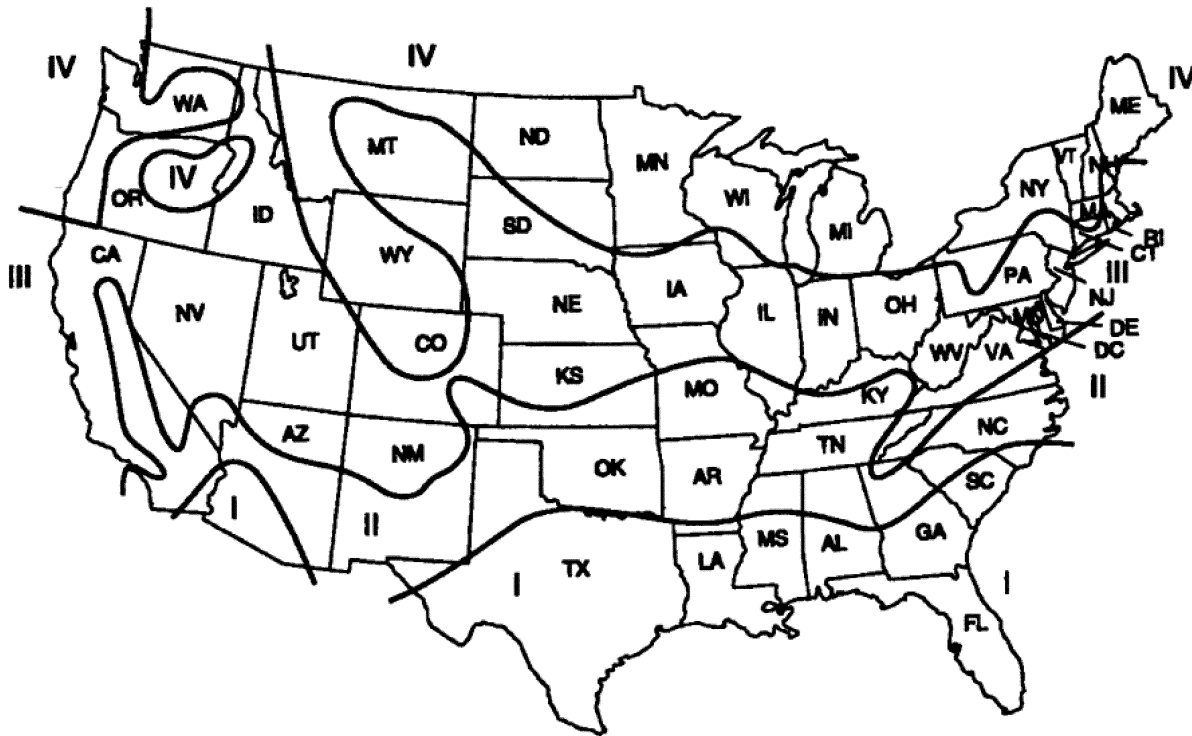 IV
IV
IV
WA
MT
ND
MN
ME
VT
NH
OR
IV
ID
SD
WI
MI
NY
MA
RI
CT
III
CA
WY
IA
PA
III
NJ
NV
NE
IL
IN
OH
MD
DE
DC
UT
CO
KS
MO
WV
VA
II
KY
AZ
NM
OK
AR
TN
NC
SC
I
II
I
TX
LA
MS
AL
GA
I
FL